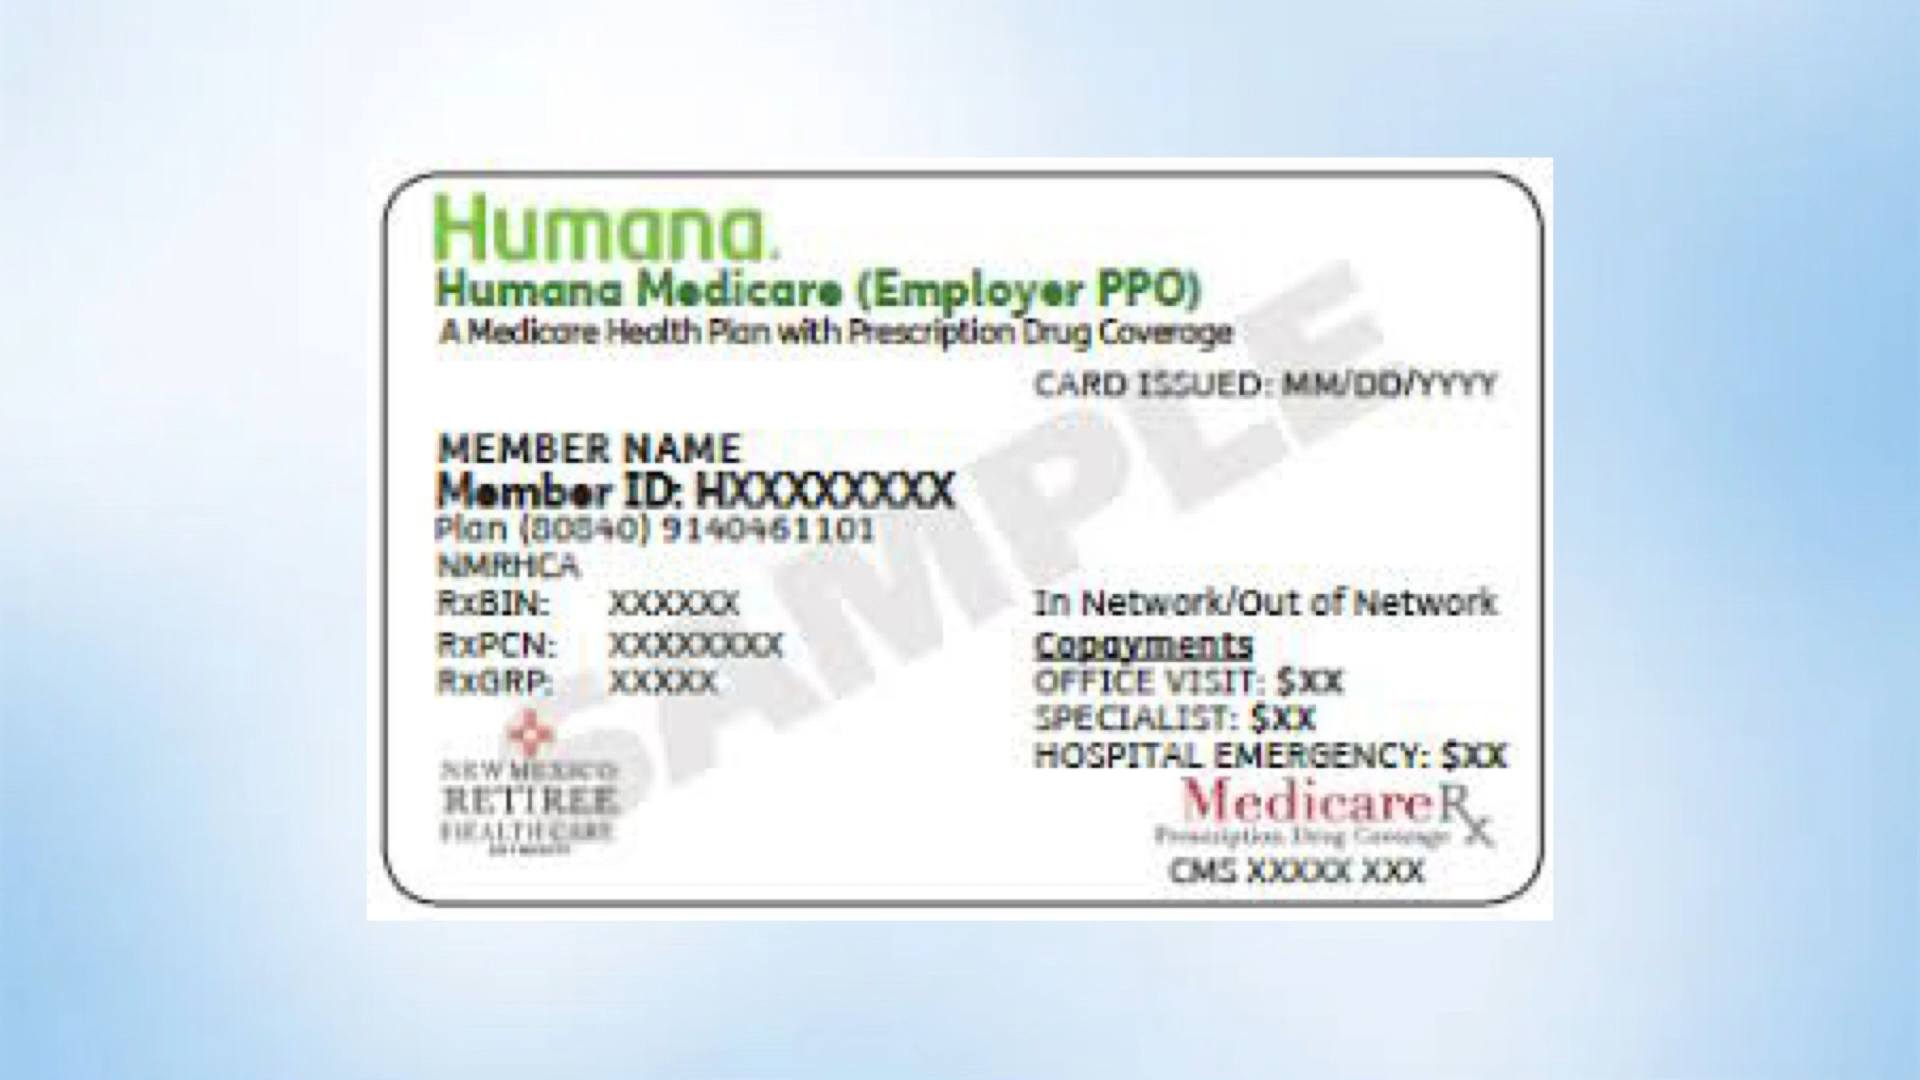 Humana
Humana Medicare (Employer PPO)
A Medicare Health Plan with Prescription Drug Coverage
CARD ISSUED: MM/DD/YYYY
MEMBER NAME
Member ID: HXXXXXXXX
Plan (80840) 9140461101
NMRHCA
RxBIN: XXXXXX
RxPCN: XXXXXXXX
RxGRP: XXXXX
In Network/Out of Network
Copayments
OFFICE VISIT: $XX
SPECIALIST: $XX
HOSPITAL EMERGENCY: $XX
NEW MEXICO
RETIREE
HEALTH CARE
MedicareRx
Prescription Drug Coverage
CMS XXXXX XXX
SAMPLE